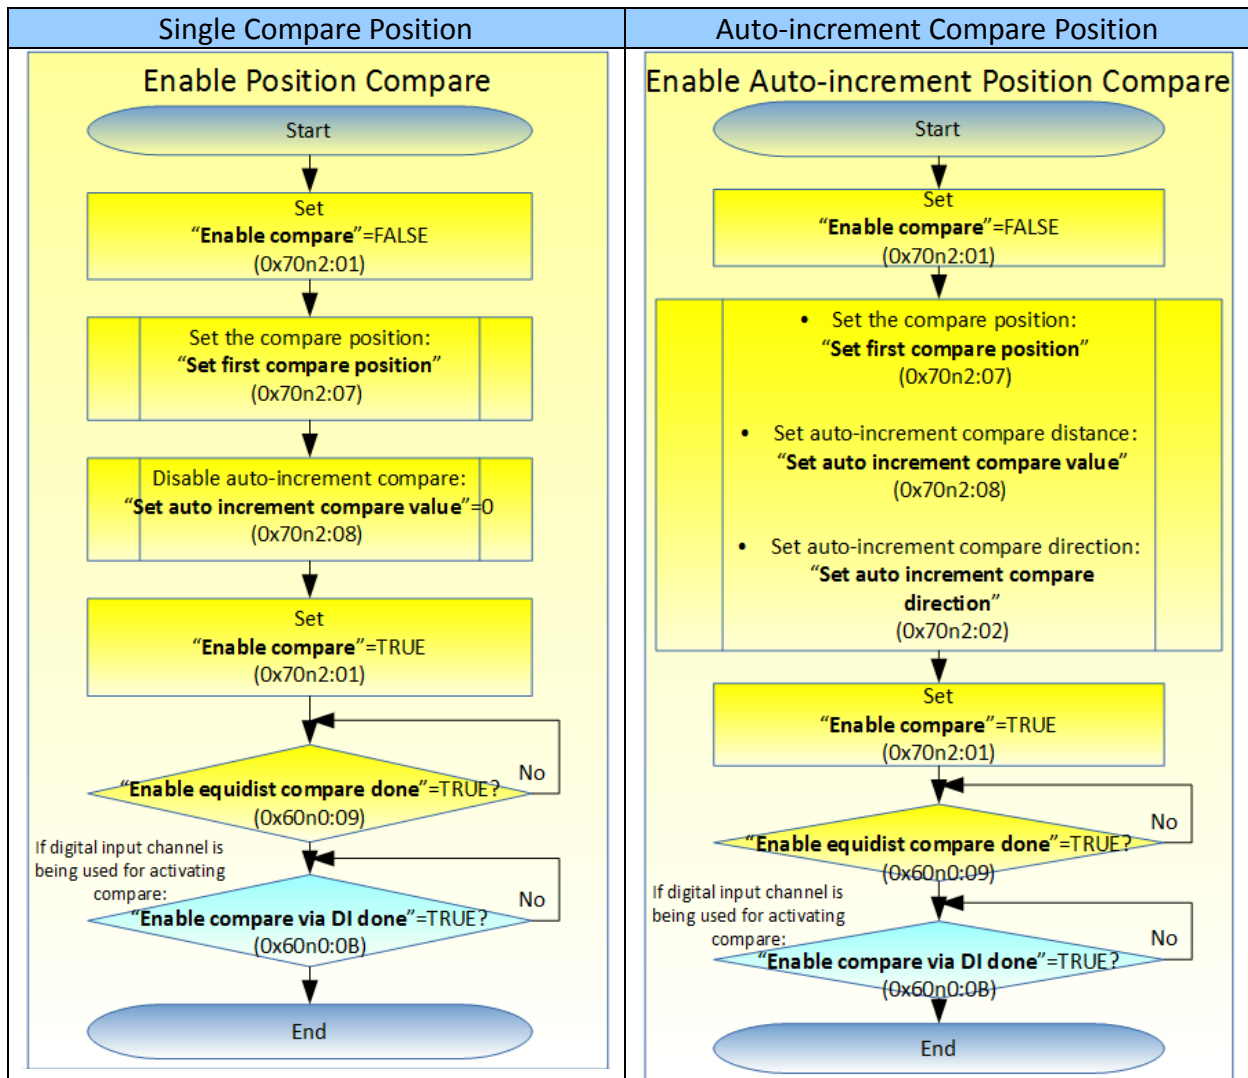 Single Compare Position
Enable Position Compare
Start
Set
“Enable compare”=FALSE
(0x70n2:01)
Set the compare position:
“Set first compare position”
(0x70n2:07)
Disable auto-increment compare:
“Set auto increment compare value”=0
(0x70n2:08)
Set
“Enable compare”=TRUE
(0x70n2:01)
“Enable equidist compare done”=TRUE?
(0x60n0:09)
No
If digital input channel is
being used for activating
compare:
“Enable compare via DI done”=TRUE?
(0x60n0:0B)
No
End
Auto-increment Compare Position
Enable Auto-increment Position Compare
Start
Set
“Enable compare”=FALSE
(0x70n2:01)
• Set the compare position:
“Set first compare position”
(0x70n2:07)
• Set auto-increment compare distance:
“Set auto increment compare value”
(0x70n2:08)
• Set auto-increment compare direction:
“Set auto increment compare
direction”
(0x70n2:02)
Set
“Enable compare”=TRUE
(0x70n2:01)
“Enable equidist compare done”=TRUE?
(0x60n0:09)
No
If digital input channel is
being used for activating
compare:
“Enable compare via DI done”=TRUE?
(0x60n0:0B)
No
End